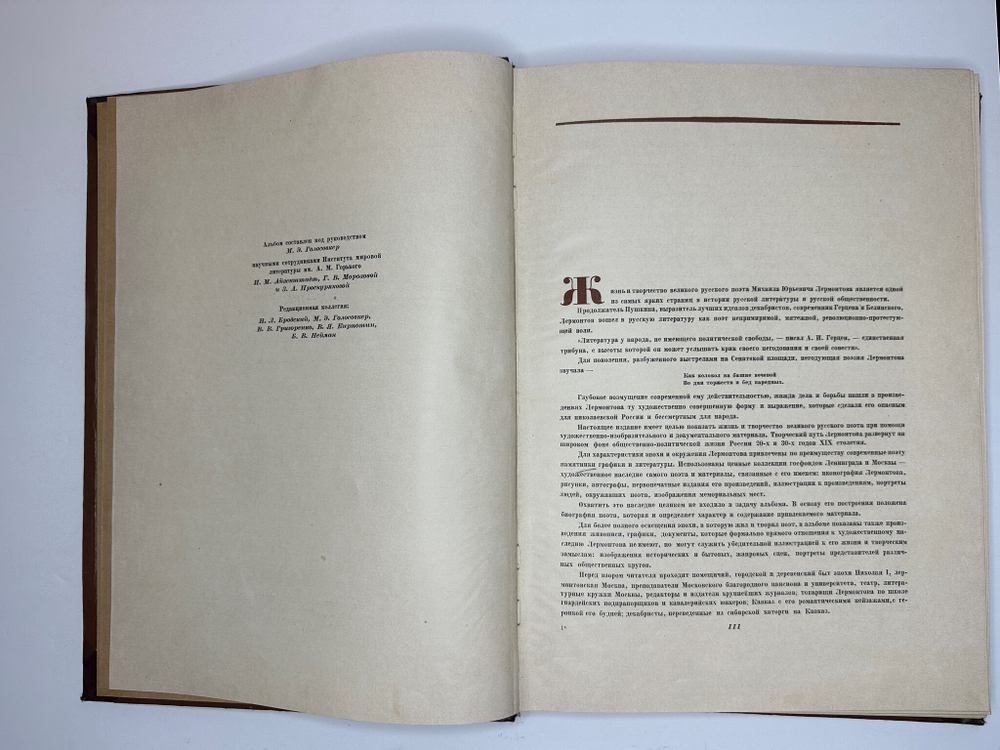 Альбом составлен под руководством
М. Э. Голосовкер
научными сотрудниками Института мировой
литературы им. А. М. Горького
И. М. Айзенштадт, Г. В. Морозовой
и З. А. Проскуряковой
Редакционная коллегия:
Н. Л. Бродский, М. Э. Голосовкер,
В. В. Григоренко, В. Я. Кирпотин,
Б. В. Нейман
Жизнь и творчество великого русского поэта Михаила Юрьевича Лермонтова является одной
из самых ярких страниц в истории русской литературы и русской общественности.
Продолжатель Пушкина, выразитель лучших идеалов декабристов, современник Герцена и Белинского,
Лермонтов вошел в русскую литературу как поэт непримиримой, мятежной, революционно-протестую-
щей воли.
«Литература у народа, не имеющего политической свободы, — писал А. И. Герцен, — единственная
трибуна, с высоты которой он может услышать крик своего негодования и своей совести».
Для поколения, разбуженного выстрелами на Сенатской площади, негодующая поэзия Лермонтова
звучала —
Как колокол на башне вечевой
Во дни торжеств и бед народных.
Глубокое возмущение современной ему действительностью, жажда дела и борьбы нашли в произве-
дениях Лермонтова ту художественно совершенную форму и выражение, которые сделали его опасным
для николаевской России и бессмертным для народа.
Настоящее издание имеет целью показать жизнь и творчество великого русского поэта при помощи
художественно-изобразительного и документального материала. Творческий путь Лермонтова развернут на
широком фоне общественно-политической жизни России 20-х и 30-х годов XIX столетия.
Для характеристики эпохи и окружения Лермонтова привлечены по преимуществу современные поэту
памятники графики и литературы. Использованы ценные коллекции госфондом Ленинграда и Москвы —
художественное наследие самого поэта и материалы, связанные с его именем: иконография Лермонтова,
рисунки, автографы, первопечатные издания его произведений, иллюстрации к произведениям, портреты
людей, окружавших поэта, изображения мемориальных мест.
Охватить это наследие целиком не входило в задачу альбома. В основу его построения положена
биография поэта, которая и определяет характер и содержание привлекаемого материала.
Для более полного освещения эпохи, в которую жил и творил поэт, в альбоме показаны также произ-
ведения живописи, графики, документы, которые формально прямого отношения к художественному на-
следию Лермонтова не имеют, но могут служить убедительной иллюстрацией к его жизни и творческим
замыслам: изображения исторических и бытовых, жанровых сцен, портреты представителей различ-
ных общественных кругов.
Перед взором читателя проходит помещичий, городской и деревенский быт эпохи Николая I, лер-
монтовская Москва, преподаватели Московского благородного пансиона и университета, театр, литера-
турные кружки Москвы, редакторы и издатели крупнейших журналов; товарищи Лермонтова по школе
гвардейских подпрапорщиков и кавалерийских юнкеров; Кавказ с его романтическими пейзажами, с ге-
роикой его будней; декабристы, переведенные из сибирской каторги на Кавказ.
1*
III